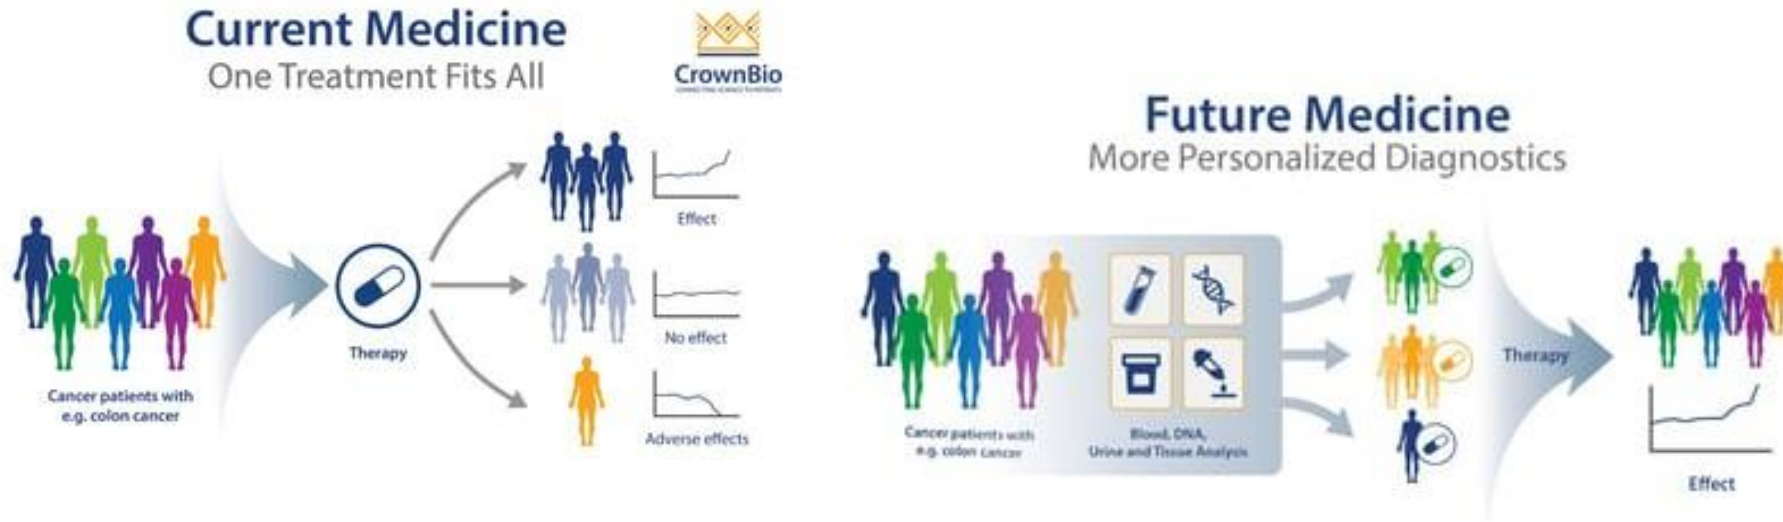 Current Medicine
One Treatment Fits All
CrownBio
Effect
No effect
Adverse effects
Therapy
Cancer patients with
e.g. colon cancer
Future Medicine
More Personalized Diagnostics
Cancer patients with
e.g. colon cancer
Blood, DNA,
Urine and Tissue Analysis
Therapy
Effect